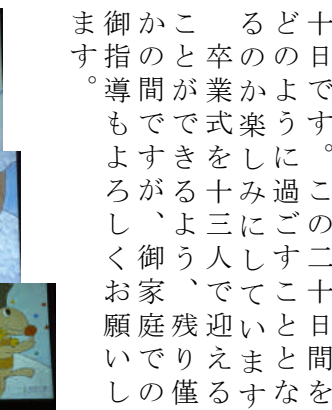 十日です。この二十日間を
どのように過ごすこととな
るのか楽しみにしています
　卒業式を十三人で迎える
ことができるよう、残り僅
かの間ですが、御家庭での
御指導もよろしくお願いし
ます。